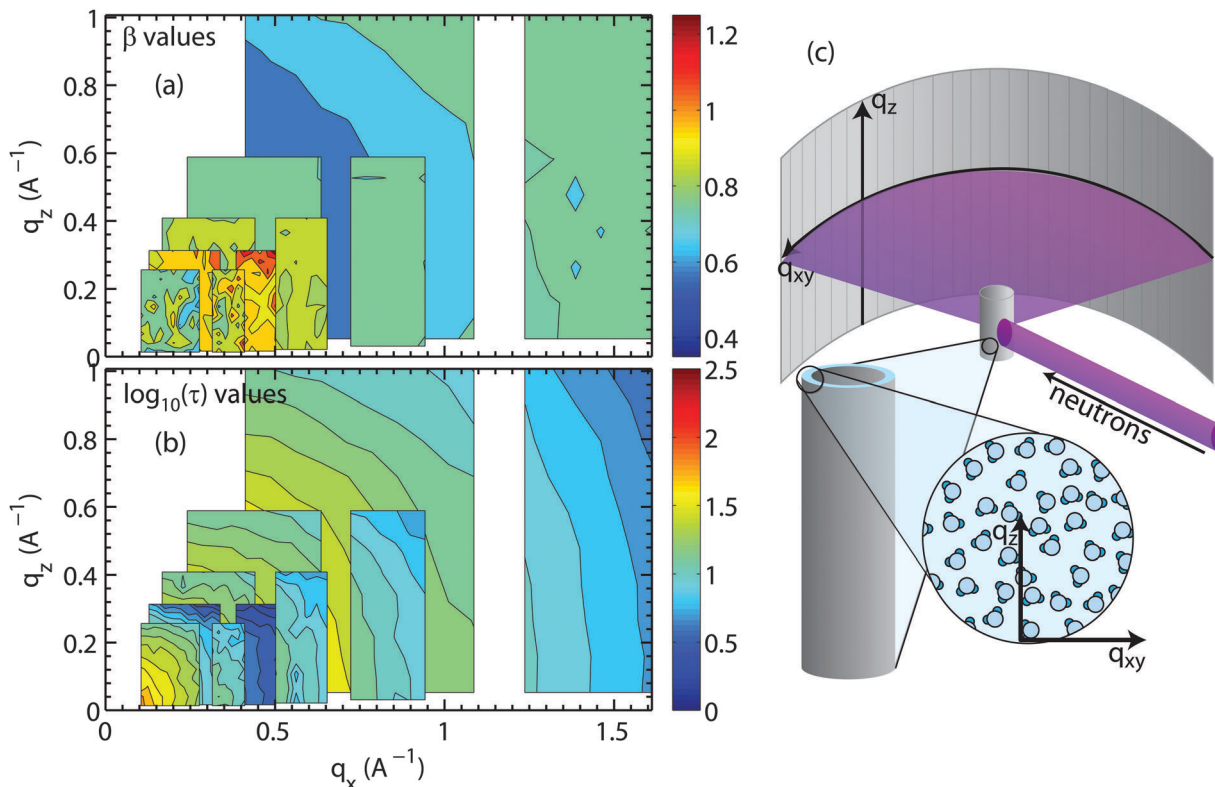 β values
(a)
q_z (A⁻¹)
1
0.8
0.6
0.4
0.2
0
1.2
1
0.8
0.6
0.4
log₁₀(τ) values
(b)
q_z (A⁻¹)
1
0.8
0.6
0.4
0.2
0
0 0.5 1 1.5
q_x (A⁻¹)
2.5
2
1.5
1
0.5
0
(c)
q_z
q_xy
neutrons
q_z
q_xy